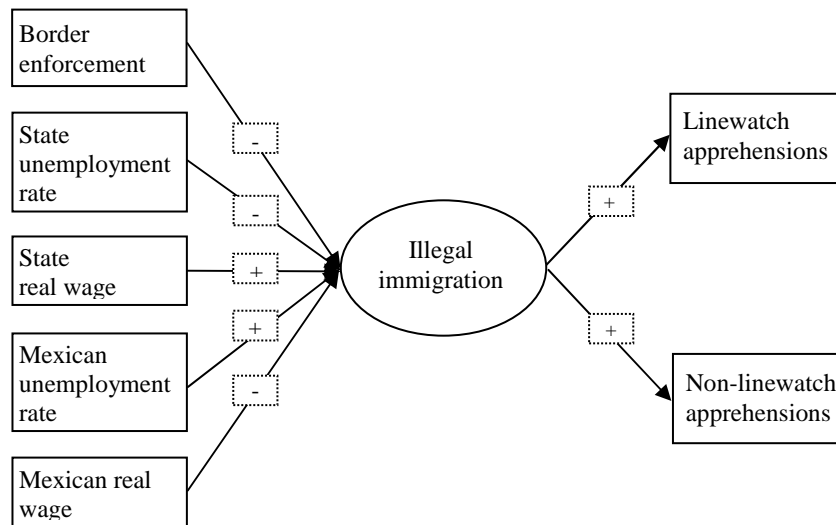 Border
enforcement
-
State
unemployment
rate
-
State
real wage
+
Mexican
unemployment
rate
+
Mexican real
wage
-
Illegal
immigration
Linewatch
apprehensions
+
Non-linewatch
apprehensions
+